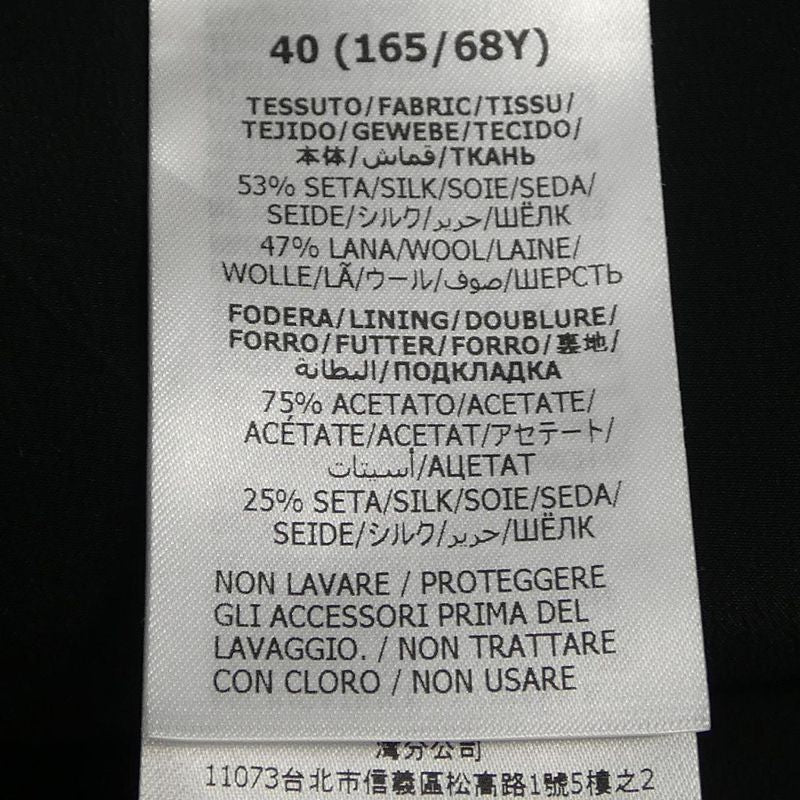 40 (165/68Y)
TESSUTO/FABRIC/TISSU/
TEJIDO/GEWEBE/TECIDO/
本体/قماش/ТКАНЬ
53% SETA/SILK/SOIE/SEDA/
SEIDE/シルク/حرير/ШЁЛК
47% LANA/WOOL/LAINE/
WOLLE/LÃ/ウール/صوف/ШЕРСТЬ
FODERA/LINING/DOUBLURE/
FORRO/FUTTER/FORRO/裏地/
البطانة/ПОДКЛАДКА
75% ACETATO/ACETATE/
ACÉTATE/ACETAT/アセテート/
أسيتات/АЦЕТАТ
25% SETA/SILK/SOIE/SEDA/
SEIDE/シルク/حرير/ШЁЛК
NON LAVARE / PROTEGGERE
GLI ACCESSORI PRIMA DEL
LAVAGGIO. / NON TRATTARE
CON CLORO / NON USARE
灣分公司
11073台北市信義區松高路1號5樓之2